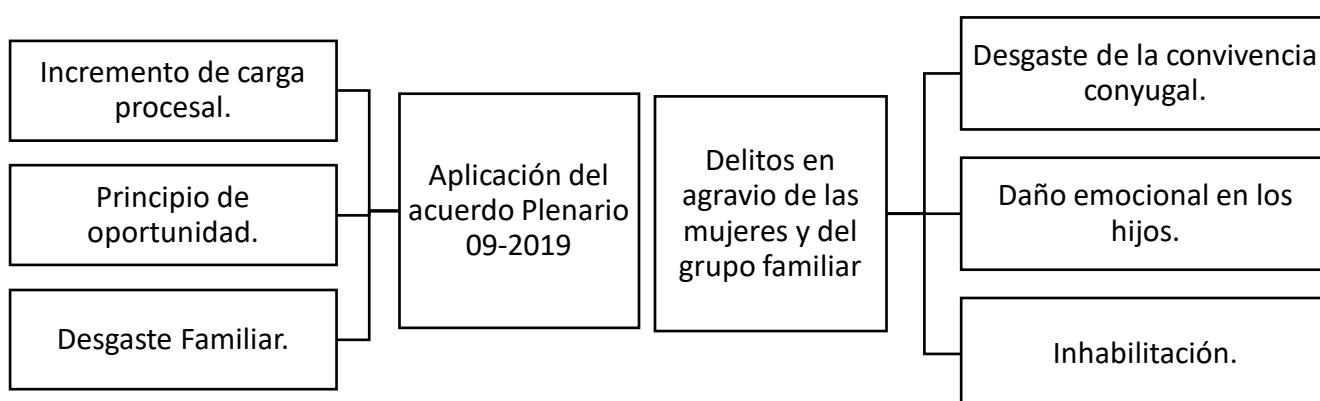 Incremento de carga
procesal.
Principio de
oportunidad.
Desgaste Familiar.
Aplicación del
acuerdo Plenario
09-2019
Delitos en
agravio de las
mujeres y del
grupo familiar
Desgaste de la convivencia
conyugal.
Daño emocional en los
hijos.
Inhabilitación.